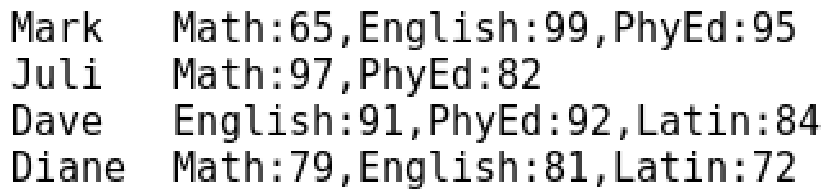 Mark   Math:65,English:99,PhyEd:95
Juli   Math:97,PhyEd:82
Dave   English:91,PhyEd:92,Latin:84
Diane  Math:79,English:81,Latin:72